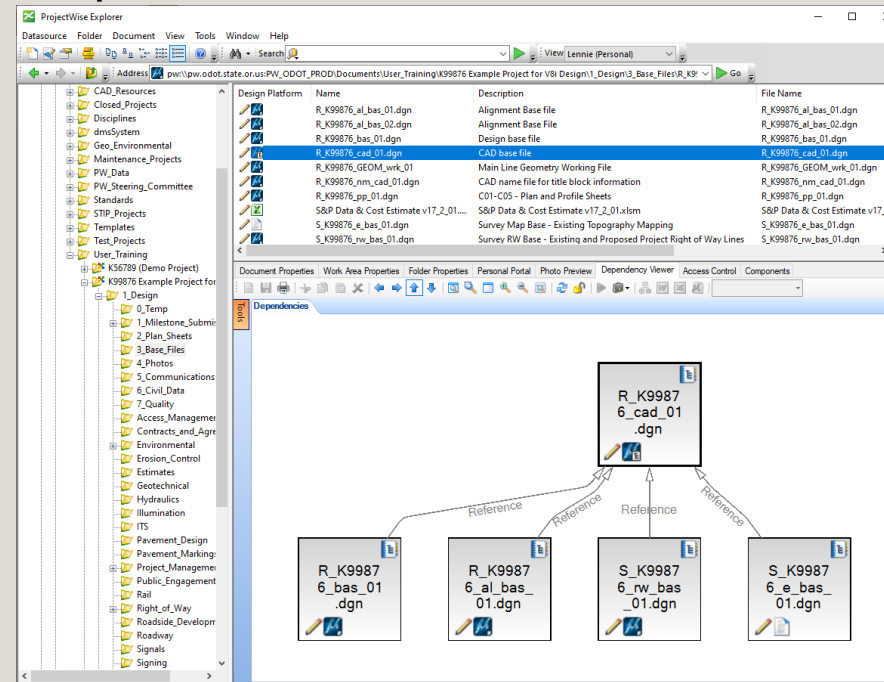 ProjectWise Explorer
Datasource Folder Document View Tools Window Help
Search View Lennie (Personal)
Address pw:\\pw.odot.state.or.us:PW_ODOT_PROD\Documents\User_Training\K99876 Example Project for V8i Design\1_Design\3_Base_Files\R_K9! Go
CAD_Resources
Closed_Projects
Disciplines
dmsSystem
Geo_Environmental
Maintenance_Projects
PW_Data
PW_Steering_Committee
Standards
STIP_Projects
Templates
Test_Projects
User_Training
K56789 (Demo Project)
K99876 Example Project for
1_Design
0_Temp
1_Milestone_Submis
2_Plan_Sheets
3_Base_Files
4_Photos
5_Communications
6_Civil_Data
7_Quality
Access_Managemer
Contracts_and_Agre
Environmental
Erosion_Control
Estimates
Geotechnical
Hydraulics
Illumination
ITS
Pavement_Design
Pavement_Marking:
Project_Managemer
Public_Engagement
Rail
Right_of_Way
Roadside_Developm
Roadway
Signals
Signing
Design Platform Name Description File Name
R_K99876_al_bas_01.dgn Alignment Base file R_K99876_al_bas_01.dgn
R_K99876_al_bas_02.dgn Alignment Base File R_K99876_al_bas_02.dgn
R_K99876_bas_01.dgn Design base file R_K99876_bas_01.dgn
R_K99876_cad_01.dgn CAD base file R_K99876_cad_01.dgn
R_K99876_GEOM_wrk_01 Main Line Geometry Working File R_K99876_GEOM_wrk_01.dgn
R_K99876_nm_cad_01.dgn CAD name file for title block information R_K99876_nm_cad_01.dgn
R_K99876_pp_01.dgn C01-C05 - Plan and Profile Sheets R_K99876_pp_01.dgn
S&P Data & Cost Estimate v17_2_01.... S&P Data & Cost Estimate v17_2_01.xlsm S&P Data & Cost Estimate v17_
S_K99876_e_bas_01.dgn Survey Map Base - Existing Topography Mapping S_K99876_e_bas_01.dgn
S_K99876_rw_bas_01.dgn Survey RW Base - Existing and Proposed Project Right of Way Lines S_K99876_rw_bas_01.dgn
Document Properties Work Area Properties Folder Properties Personal Portal Photo Preview Dependency Viewer Access Control Components
Tools
Dependencies
R_K9987
6_cad_01
.dgn
Reference Reference Reference Reference
R_K9987
6_bas_01
.dgn
R_K9987
6_al_bas_
01.dgn
S_K9987
6_rw_bas
_01.dgn
S_K9987
6_e_bas_
01.dgn